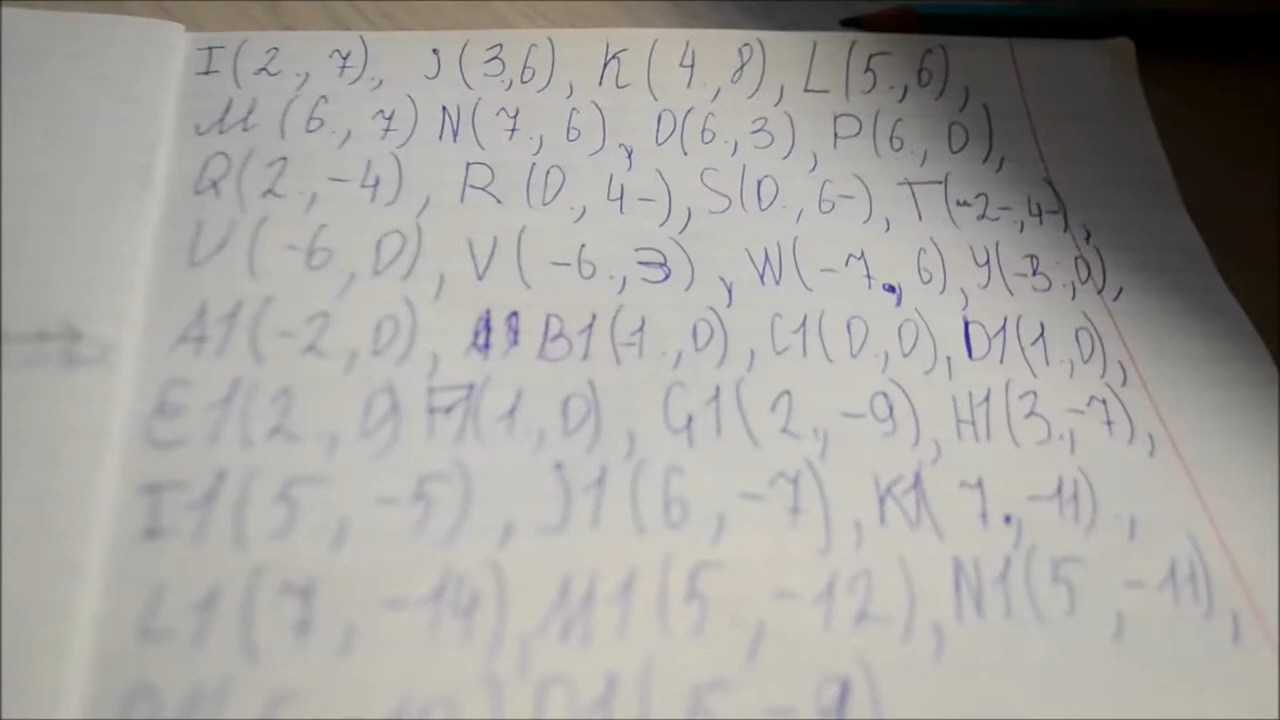 I(2., 7)., J(3.,6), K(4.,8), L(5.,6),
M(6., 7) N(7., 6), O(6.,3), P(6., 0),
Q(2., -4), R(0., 4-), S(0., 6-), T(-2-,4-),
U(-6,0), V(-6.,3), W(-7., 6), Y(-3.,0),
A1(-2,0), B1(-1.,0), C1(0,0), D1(1.,0),
E1(2., 0) F1(1,0), G1(2., -9), H1(3.,-7),
I1(5, -5), J1(6, -7), K1(7., -11).,
L1(7, -14), M1(5, -12), N1(5, -11),